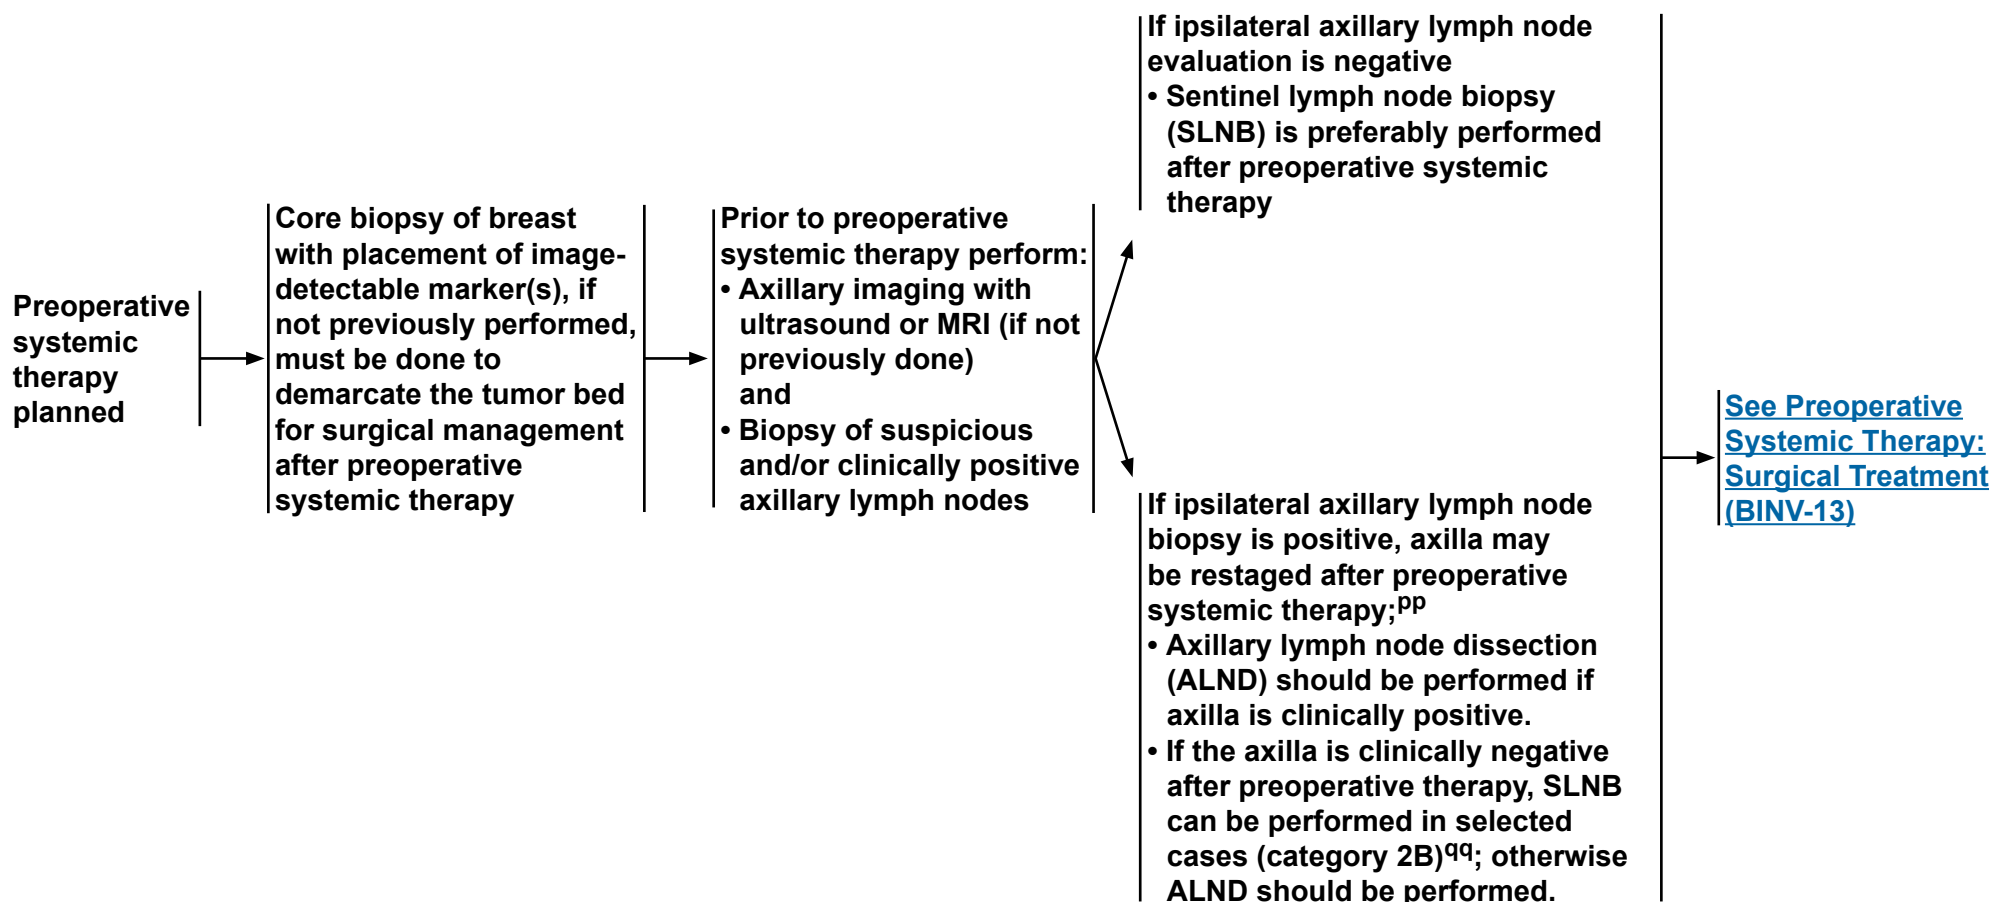 Preoperative
systemic
therapy
planned
Core biopsy of breast
with placement of image-
detectable marker(s), if
not previously performed,
must be done to
demarcate the tumor bed
for surgical management
after preoperative
systemic therapy
Prior to preoperative
systemic therapy perform:
• Axillary imaging with
ultrasound or MRI (if not
previously done)
and
• Biopsy of suspicious
and/or clinically positive
axillary lymph nodes
If ipsilateral axillary lymph node
evaluation is negative
• Sentinel lymph node biopsy
(SLNB) is preferably performed
after preoperative systemic
therapy
If ipsilateral axillary lymph node
biopsy is positive, axilla may
be restaged after preoperative
systemic therapy;pp
• Axillary lymph node dissection
(ALND) should be performed if
axilla is clinically positive.
• If the axilla is clinically negative
after preoperative therapy, SLNB
can be performed in selected
cases (category 2B)qq; otherwise
ALND should be performed.
See Preoperative
Systemic Therapy:
Surgical Treatment
(BINV-13)